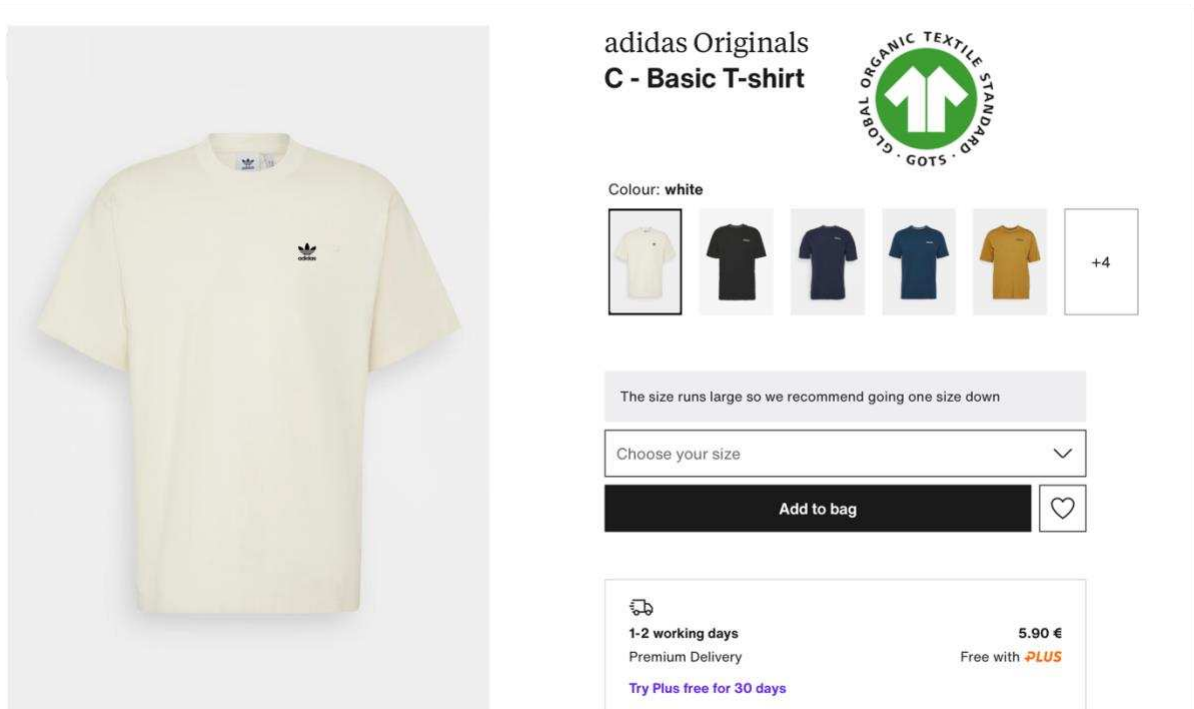 adidas Originals
C - Basic T-shirt
GLOBAL ORGANIC TEXTILE STANDARD · GOTS ·
adidas
Colour: white
+4
The size runs large so we recommend going one size down
Choose your size
Add to bag
1-2 working days 5.90 €
Premium Delivery Free with PLUS
Try Plus free for 30 days